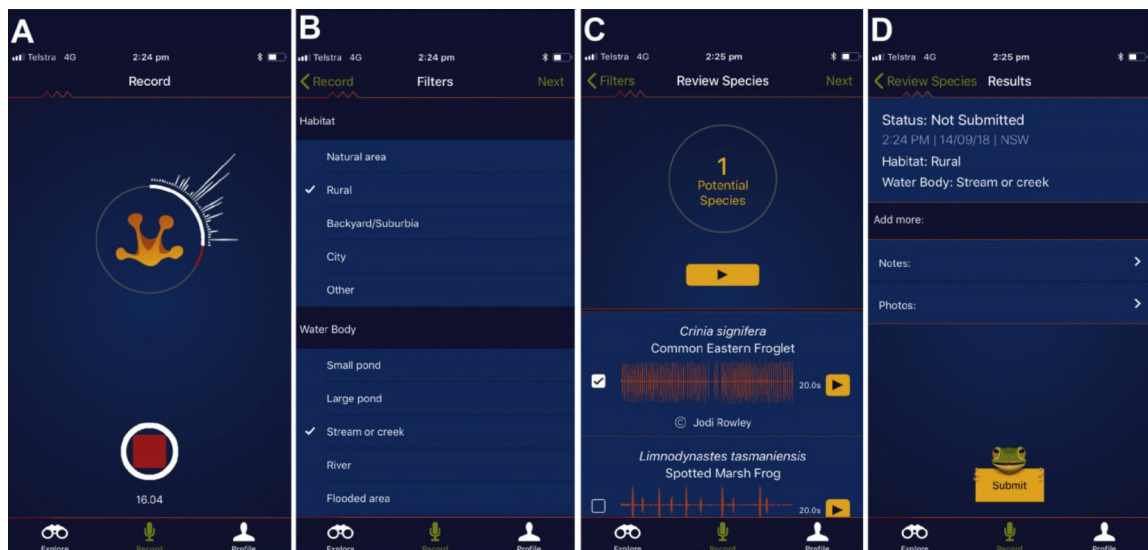 A
Telstra 4G 2:24 pm
Record
16.04
Explore Record Profile
B
Telstra 4G 2:24 pm
Record Filters Next
Habitat
Natural area
Rural
Backyard/Suburbia
City
Other
Water Body
Small pond
Large pond
Stream or creek
River
Flooded area
Explore Record Profile
C
Telstra 4G 2:25 pm
Filters Review Species Next
1
Potential
Species
Crinia signifera
Common Eastern Froglet
20.0s
© Jodi Rowley
Limnodynastes tasmaniensis
Spotted Marsh Frog
20.0s
Explore Record Profile
D
Telstra 4G 2:25 pm
Review Species Results
Status: Not Submitted
2:24 PM | 14/09/18 | NSW
Habitat: Rural
Water Body: Stream or creek
Add more:
Notes:
Photos:
Submit
Explore Record Profile